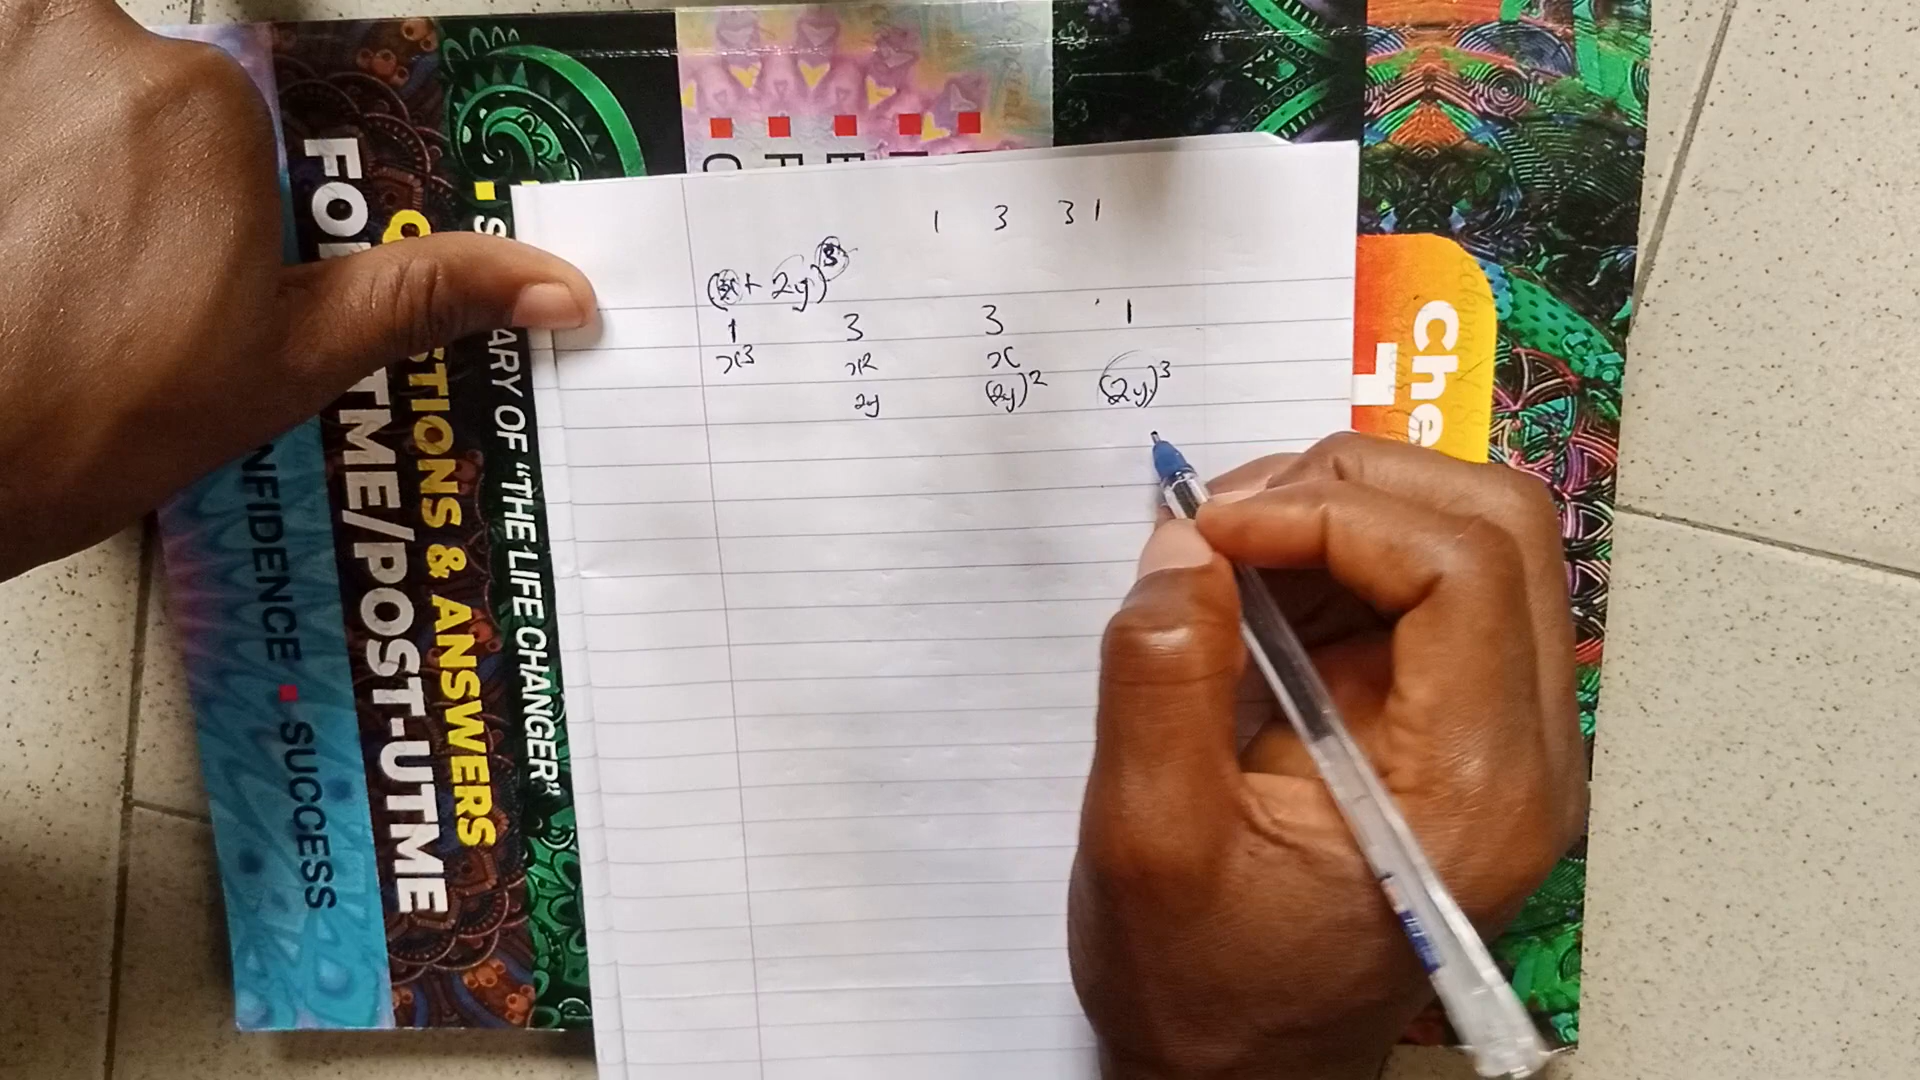 1 3 3 1
(x + 2y)³
1 3 3 1
x³ x² x
2y (2y)² (2y)³
FOR UTME/POST-UTME
QUESTIONS & ANSWERS
SUMMARY OF "THE LIFE CHANGER"
CONFIDENCE ■ SUCCESS
Che